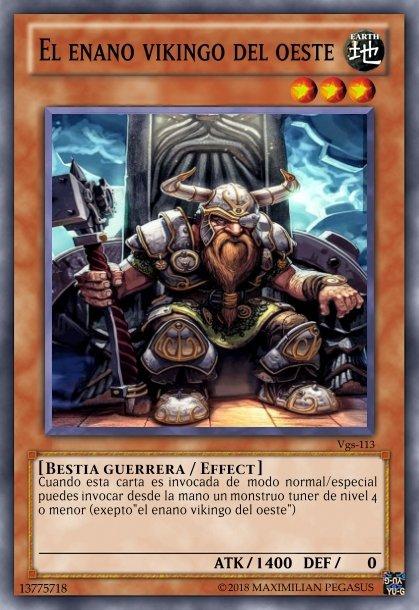 El enano vikingo del oeste
EARTH
地
Vgs-113
[Bestia guerrera / Effect]
Cuando esta carta es invocada de modo normal/especial
puedes invocar desde la mano un monstruo tuner de nivel 4
o menor (exepto"el enano vikingo del oeste")
ATK/1400 DEF/ 0
13775718
©2018 MAXIMILIAN PEGASUS
YU-G